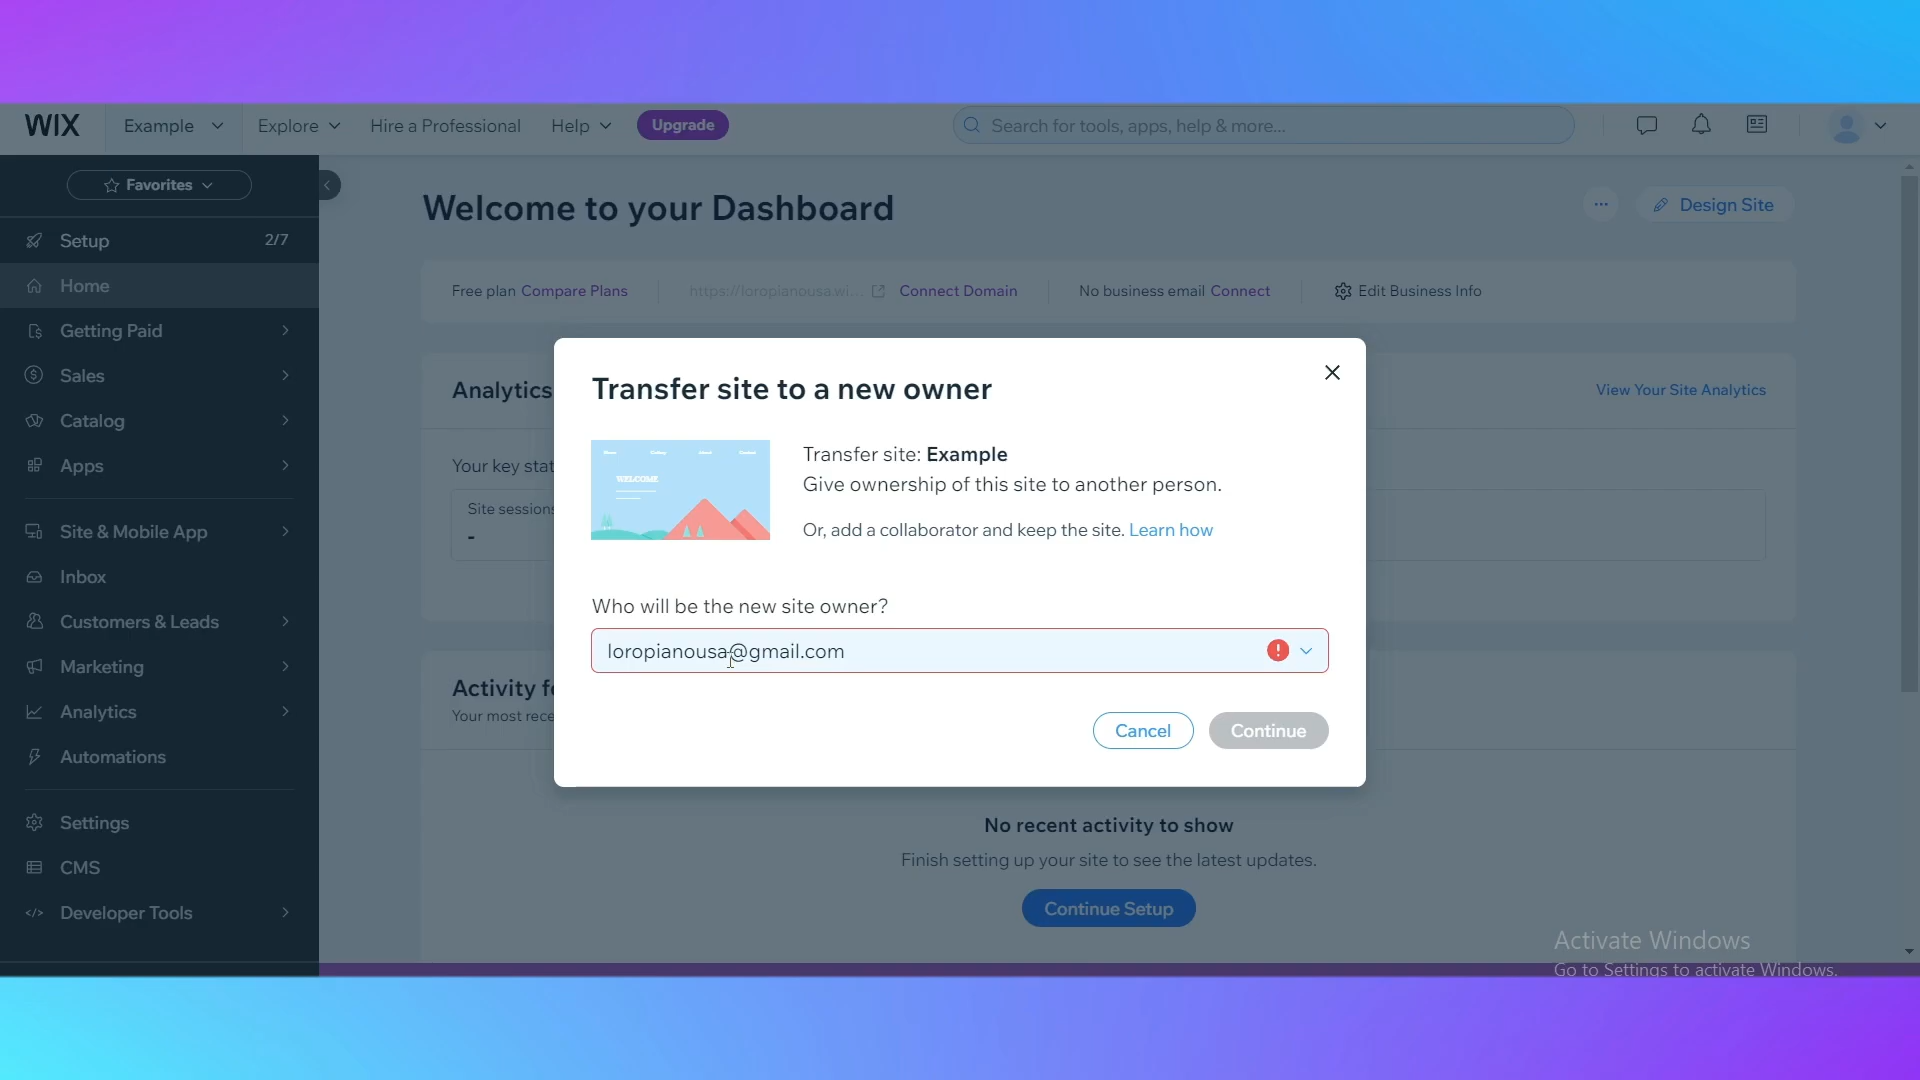 WIX
Example
Explore
Hire a Professional
Help
Upgrade
Search for tools, apps, help & more...
Favorites
Setup 2/7
Home
Getting Paid
Sales
Catalog
Apps
Site & Mobile App
Inbox
Customers & Leads
Marketing
Analytics
Automations
Settings
CMS
Developer Tools
Welcome to your Dashboard
Design Site
Free plan Compare Plans
https://loropianousa.wi...
Connect Domain
No business email Connect
Edit Business Info
Analytics
View Your Site Analytics
Your key stat
Site sessions
-
Transfer site to a new owner
WELCOME
Transfer site: Example
Give ownership of this site to another person.
Or, add a collaborator and keep the site. Learn how
Who will be the new site owner?
loropianousa@gmail.com
Cancel
Continue
Activity fe
Your most rece
No recent activity to show
Finish setting up your site to see the latest updates.
Continue Setup
Activate Windows
Go to Settings to activate Windows.